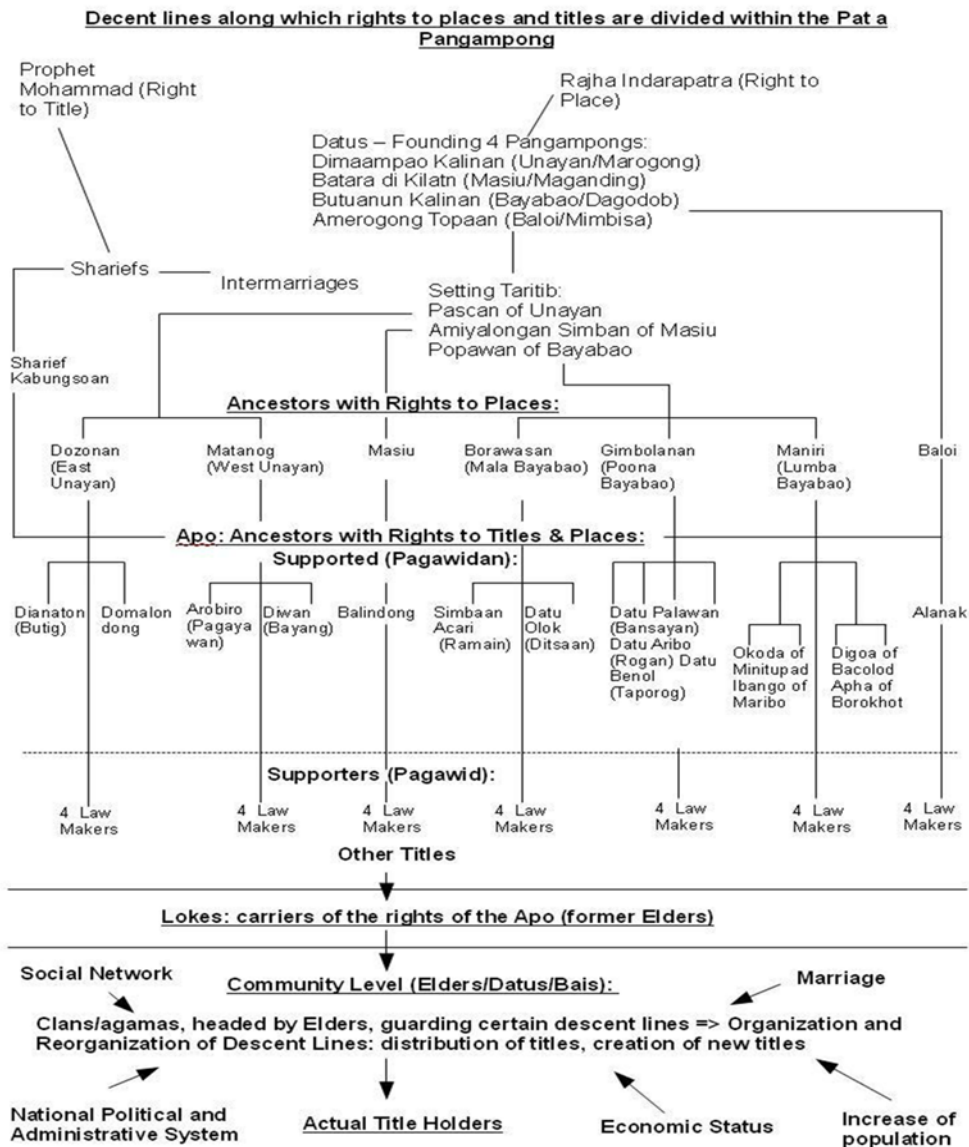 Decent lines along which rights to places and titles are divided within the Pat a
Pangampong
Prophet
Mohammad (Right
to Title)
Rajha Indarapatra (Right to
Place)
Datus – Founding 4 Pangampongs:
Dimaampao Kalinan (Unayan/Marogong)
Batara di Kilatn (Masiu/Maganding)
Butuanun Kalinan (Bayabao/Dagodob)
Amerogong Topaan (Baloi/Mimbisa)
Shariefs
Intermarriages
Setting Taritib:
Pascan of Unayan
Amiyalongan Simban of Masiu
Popawan of Bayabao
Sharief
Kabungsoan
Ancestors with Rights to Places:
Dozonan
(East
Unayan)
Matanog
(West Unayan)
Masiu
Borawasan
(Mala Bayabao)
Gimbolanan
(Poona
Bayabao)
Maniri
(Lumba
Bayabao)
Baloi
Apo: Ancestors with Rights to Titles & Places:
Supported (Pagawidan):
Dianaton
(Butig)
Domalon
dong
Arobiro
(Pagaya
wan)
Diwan
(Bayang)
Balindong
Simbaan
Acari
(Ramain)
Datu
Olok
(Ditsaan)
Datu Palawan
(Bansayan)
Datu Aribo
(Rogan) Datu
Benol
(Taporog)
Okoda of
Minitupad
Ibango of
Maribo
Digoa of
Bacolod
Apha of
Borokhot
Alanak
Supporters (Pagawid):
4 Law
Makers
4 Law
Makers
4 Law
Makers
4 Law
Makers
4 Law
Makers
4 Law
Makers
4 Law
Makers
Other Titles
Lokes: carriers of the rights of the Apo (former Elders)
Social Network
Community Level (Elders/Datus/Bais):
Marriage
Clans/agamas, headed by Elders, guarding certain descent lines => Organization and
Reorganization of Descent Lines: distribution of titles, creation of new titles
National Political and
Administrative System
Actual Title Holders
Economic Status
Increase of
population